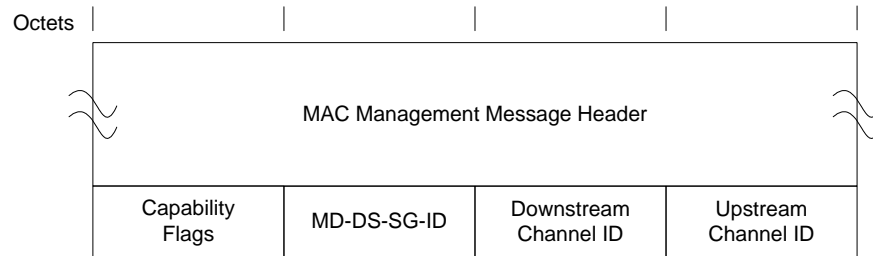 Octets
MAC Management Message Header
Capability
Flags
MD-DS-SG-ID
Downstream
Channel ID
Upstream
Channel ID